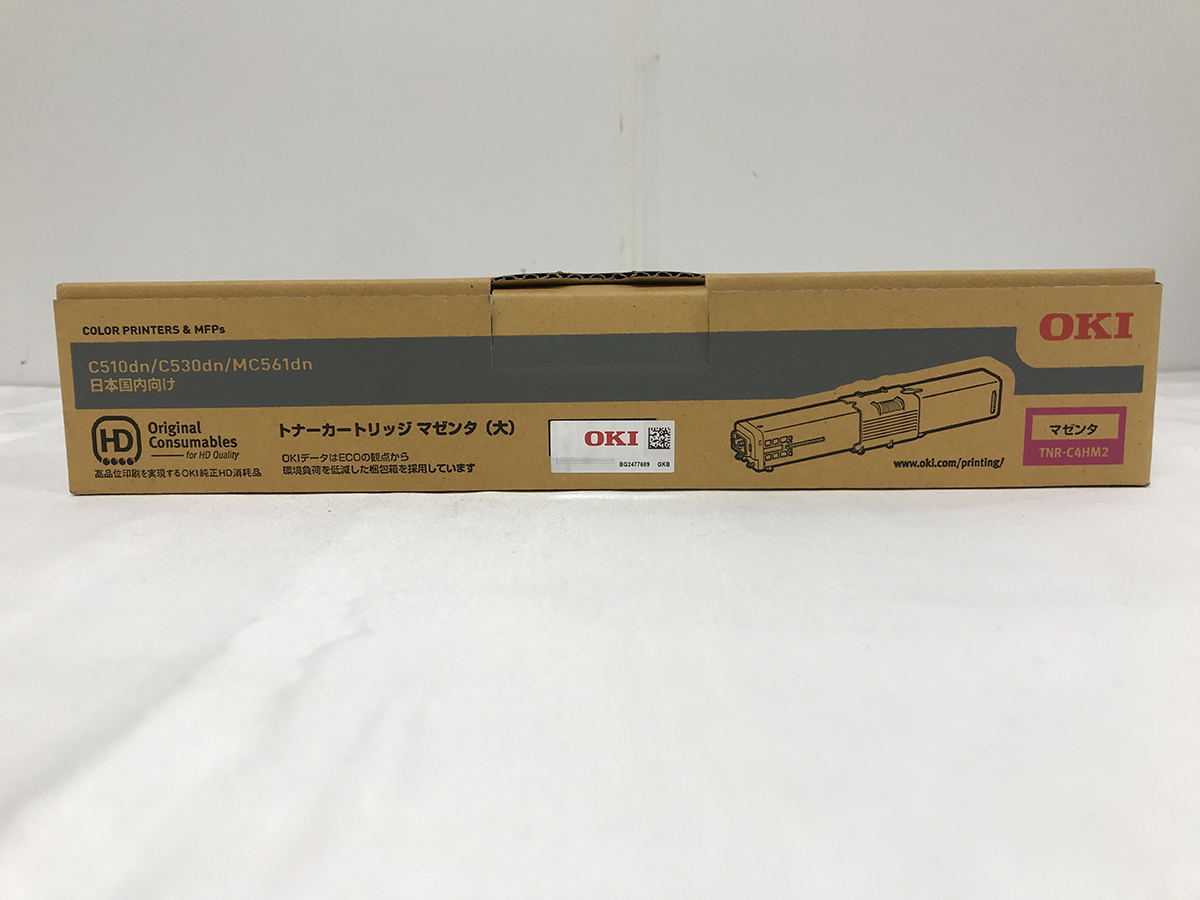 COLOR PRINTERS & MFPs
OKI
C510dn/C530dn/MC561dn
日本国内向け
HD
Original
Consumables
for HD Quality
高品位印刷を実現するOKI純正HD消耗品
トナーカートリッジ マゼンタ（大）
OKIデータはECOの観点から
環境負荷を低減した梱包箱を採用しています
OKI
BG2477689 GKB
www.oki.com/printing/
マゼンタ
TNR-C4HM2